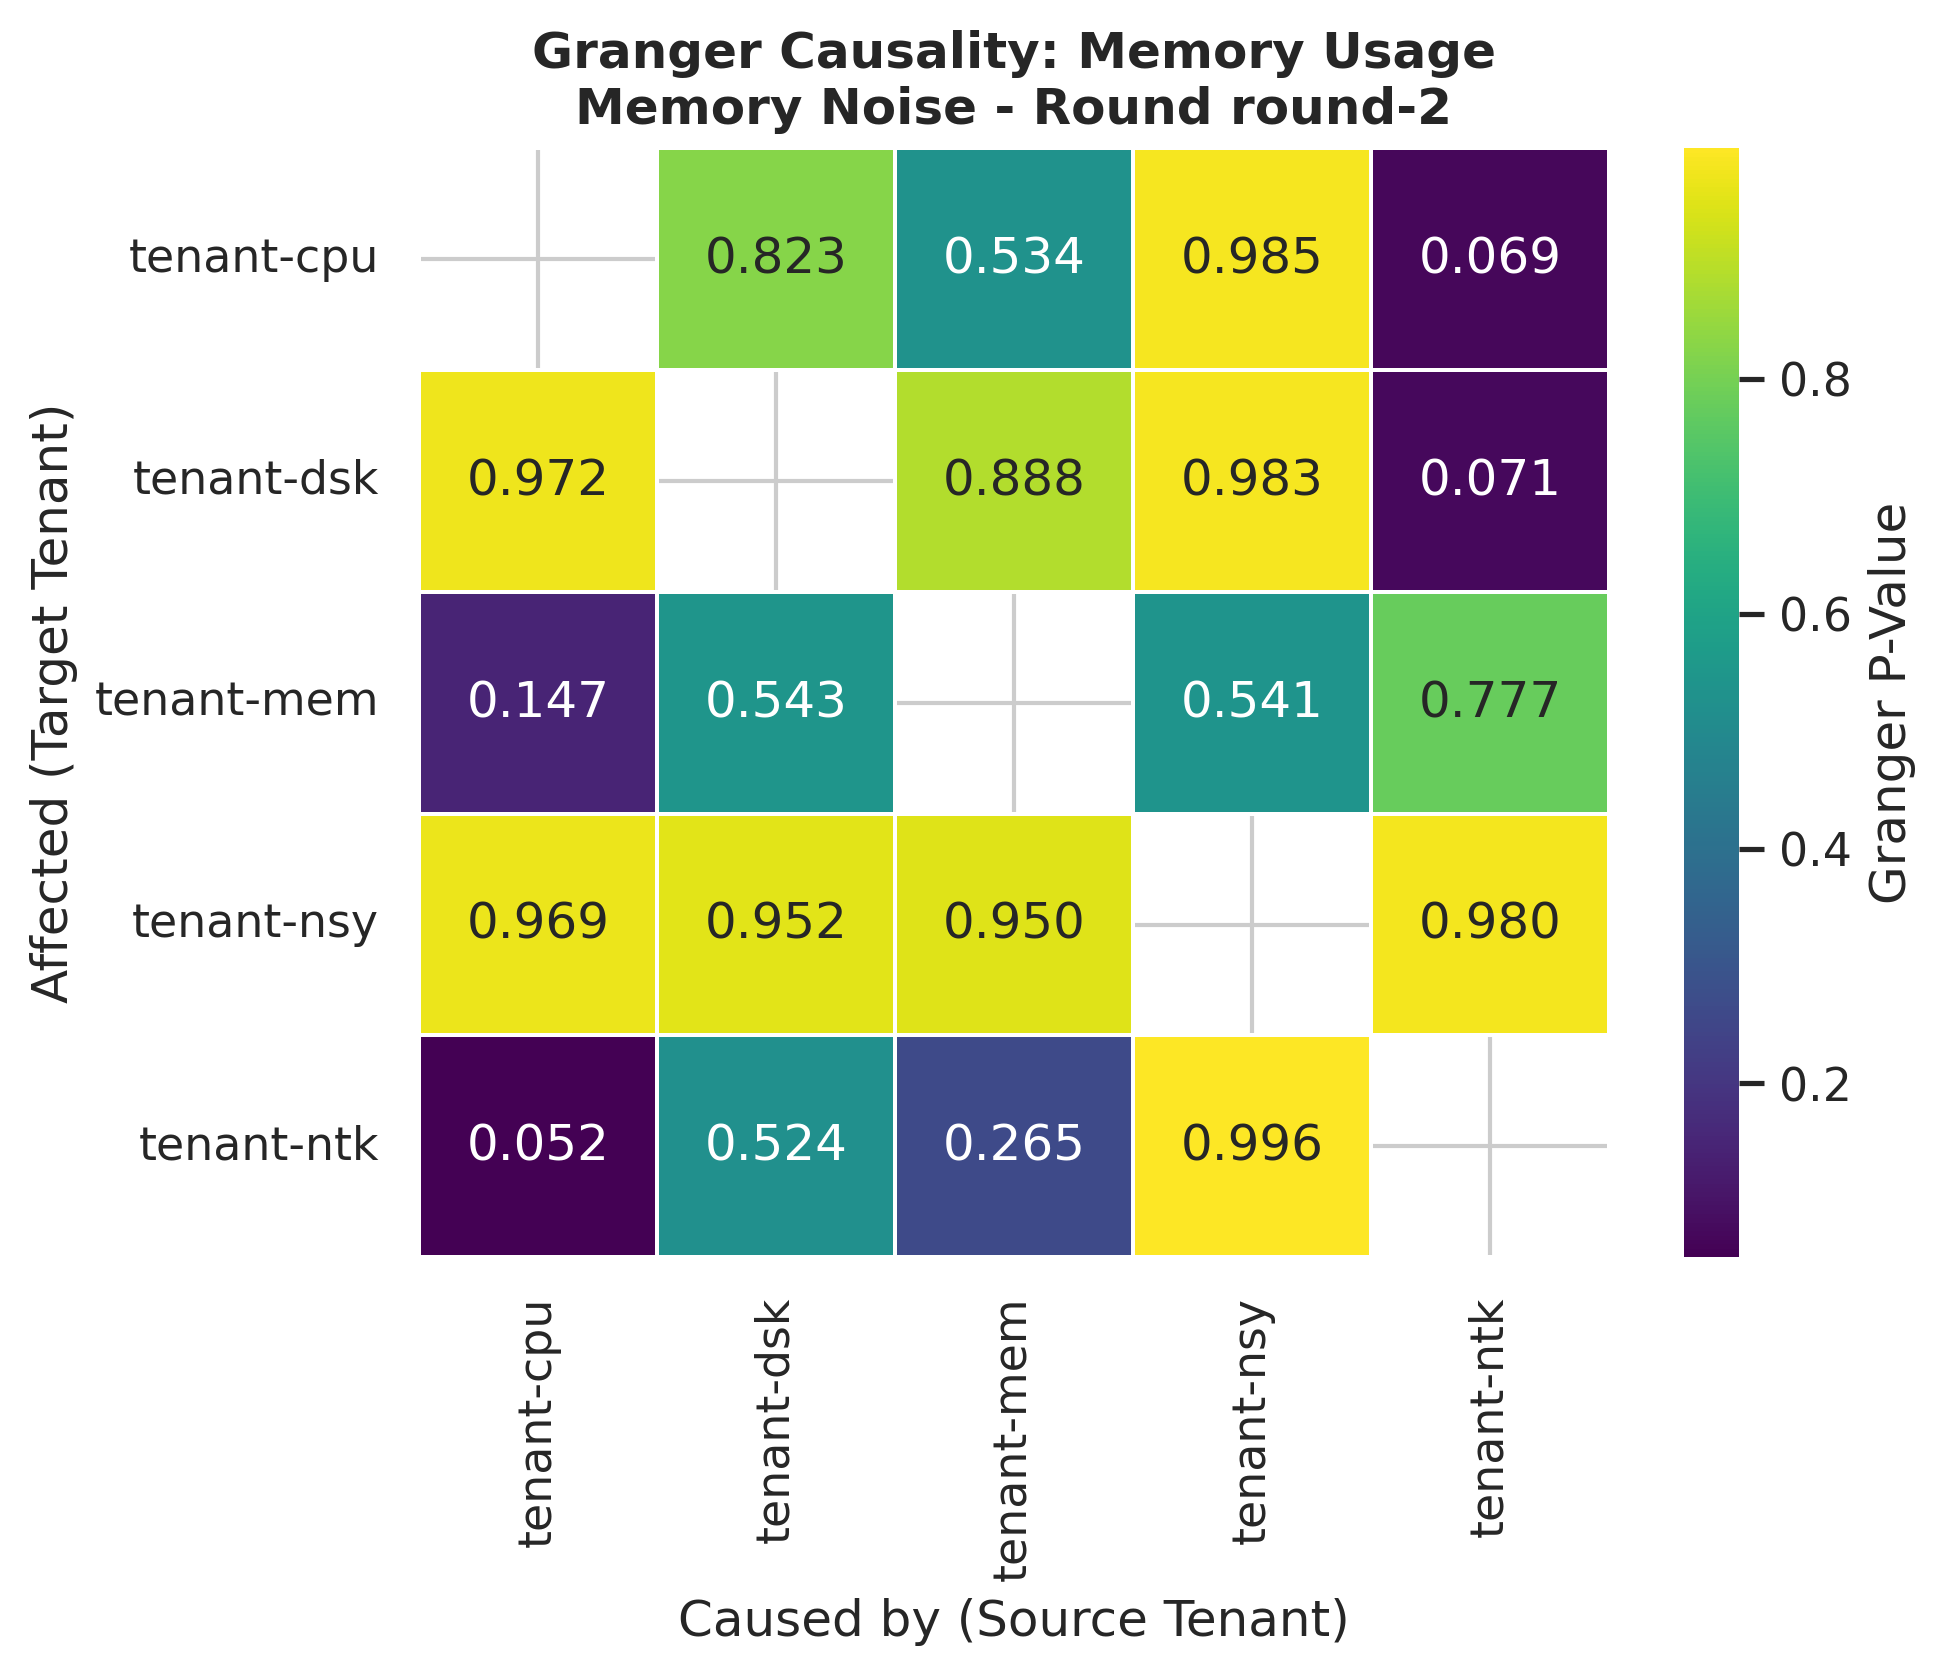 Granger Causality: Memory Usage
Memory Noise - Round round-2
Affected (Target Tenant)
tenant-cpu 0.823 0.534 0.985 0.069
tenant-dsk 0.972 0.888 0.983 0.071
tenant-mem 0.147 0.543 0.541 0.777
tenant-nsy 0.969 0.952 0.950 0.980
tenant-ntk 0.052 0.524 0.265 0.996
tenant-cpu
tenant-dsk
tenant-mem
tenant-nsy
tenant-ntk
Caused by (Source Tenant)
0.8
0.6
0.4
0.2
Granger P-Value